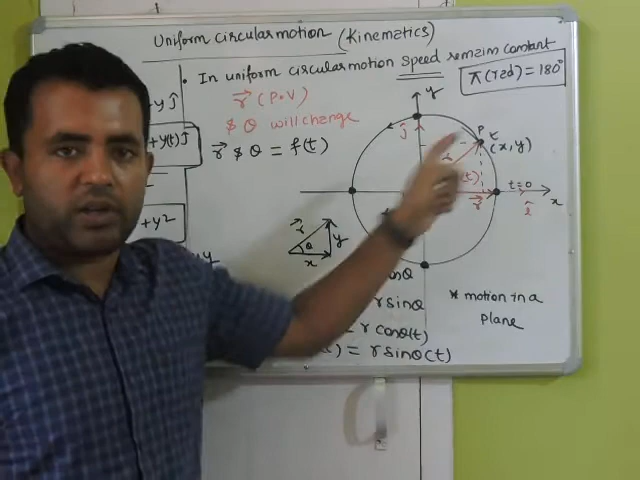 Uniform circular motion (Kinematics)
• In uniform circular motion speed remain constant
π(rad) = 180°
r⃗ (P.V)
& θ will change
r⃗ & θ = f(t)
y ĵ
+ y(t) ĵ
+ y2
y
ĵ
P t
(x, y)
(t)
r⃗
t=0
x
î
r⃗
θ
y
x
r sinθ
= r cosθ(t)
) = r sinθ(t)
* motion in a
plane